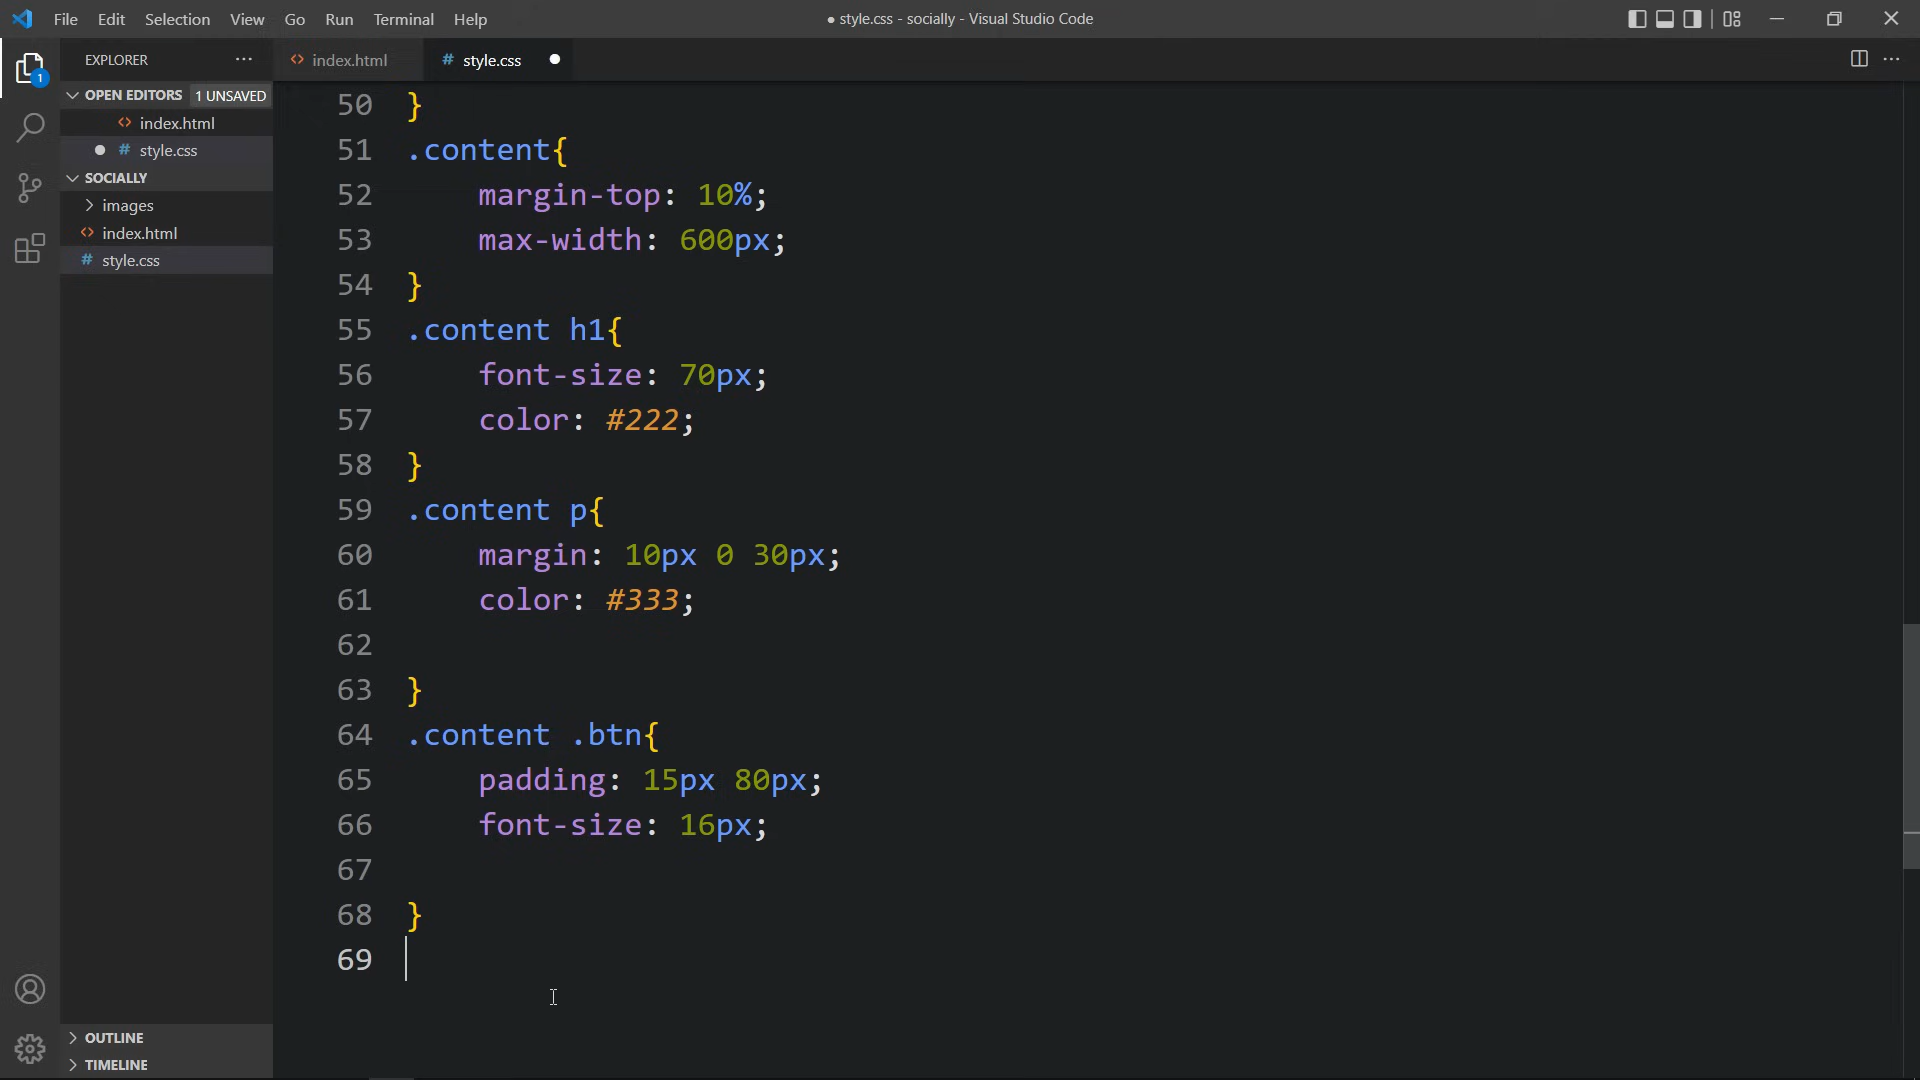 File Edit Selection View Go Run Terminal Help
● style.css - socially - Visual Studio Code
1
EXPLORER
OPEN EDITORS 1 UNSAVED
index.html
# style.css
SOCIALLY
images
index.html
# style.css
OUTLINE
TIMELINE
index.html # style.css
50 }
51 .content{
52 margin-top: 10%;
53 max-width: 600px;
54 }
55 .content h1{
56 font-size: 70px;
57 color: #222;
58 }
59 .content p{
60 margin: 10px 0 30px;
61 color: #333;
62
63 }
64 .content .btn{
65 padding: 15px 80px;
66 font-size: 16px;
67
68 }
69